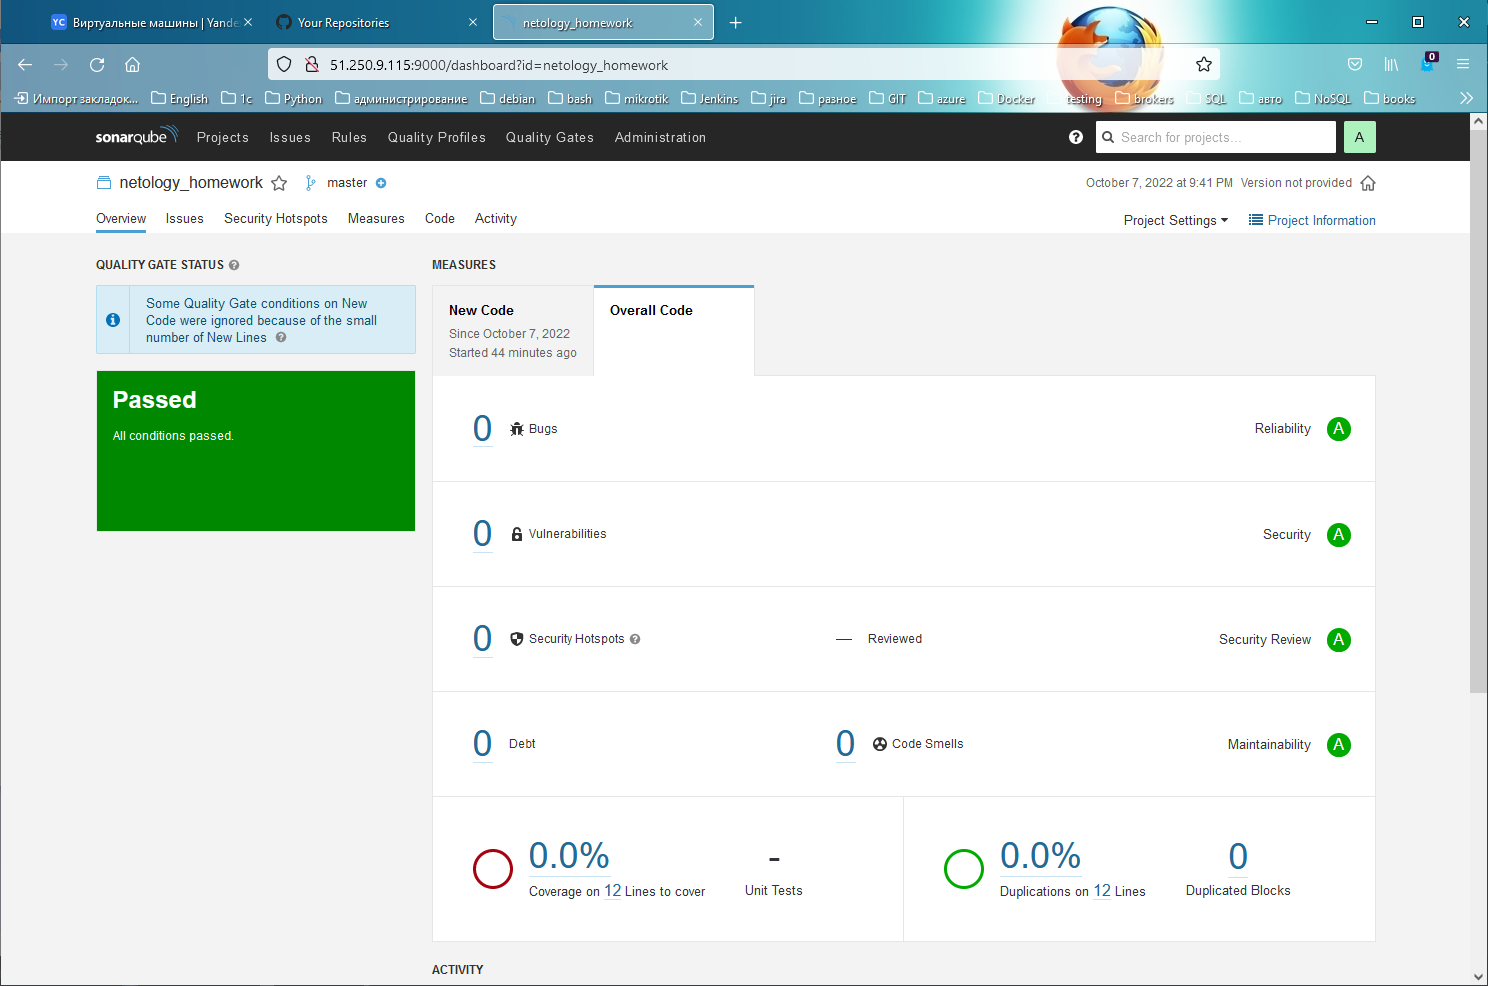 Виртуальные машины | Yande
Your Repositories
netology_homework
51.250.9.115:9000/dashboard?id=netology_homework
0
Импорт закладок...
English
1c
Python
администрирование
debian
bash
mikrotik
Jenkins
jira
разное
GIT
azure
Docker
testing
brokers
SQL
авто
NoSQL
books
sonarqube
Projects
Issues
Rules
Quality Profiles
Quality Gates
Administration
Search for projects...
A
netology_homework
master
October 7, 2022 at 9:41 PM
Version not provided
Overview
Issues
Security Hotspots
Measures
Code
Activity
Project Settings
Project Information
QUALITY GATE STATUS
Some Quality Gate conditions on New
Code were ignored because of the small
number of New Lines
Passed
All conditions passed.
MEASURES
New Code
Since October 7, 2022
Started 44 minutes ago
Overall Code
0 Bugs
Reliability A
0 Vulnerabilities
Security A
0 Security Hotspots
— Reviewed
Security Review A
0 Debt
0 Code Smells
Maintainability A
0.0%
Coverage on 12 Lines to cover
-
Unit Tests
0.0%
Duplications on 12 Lines
0
Duplicated Blocks
ACTIVITY